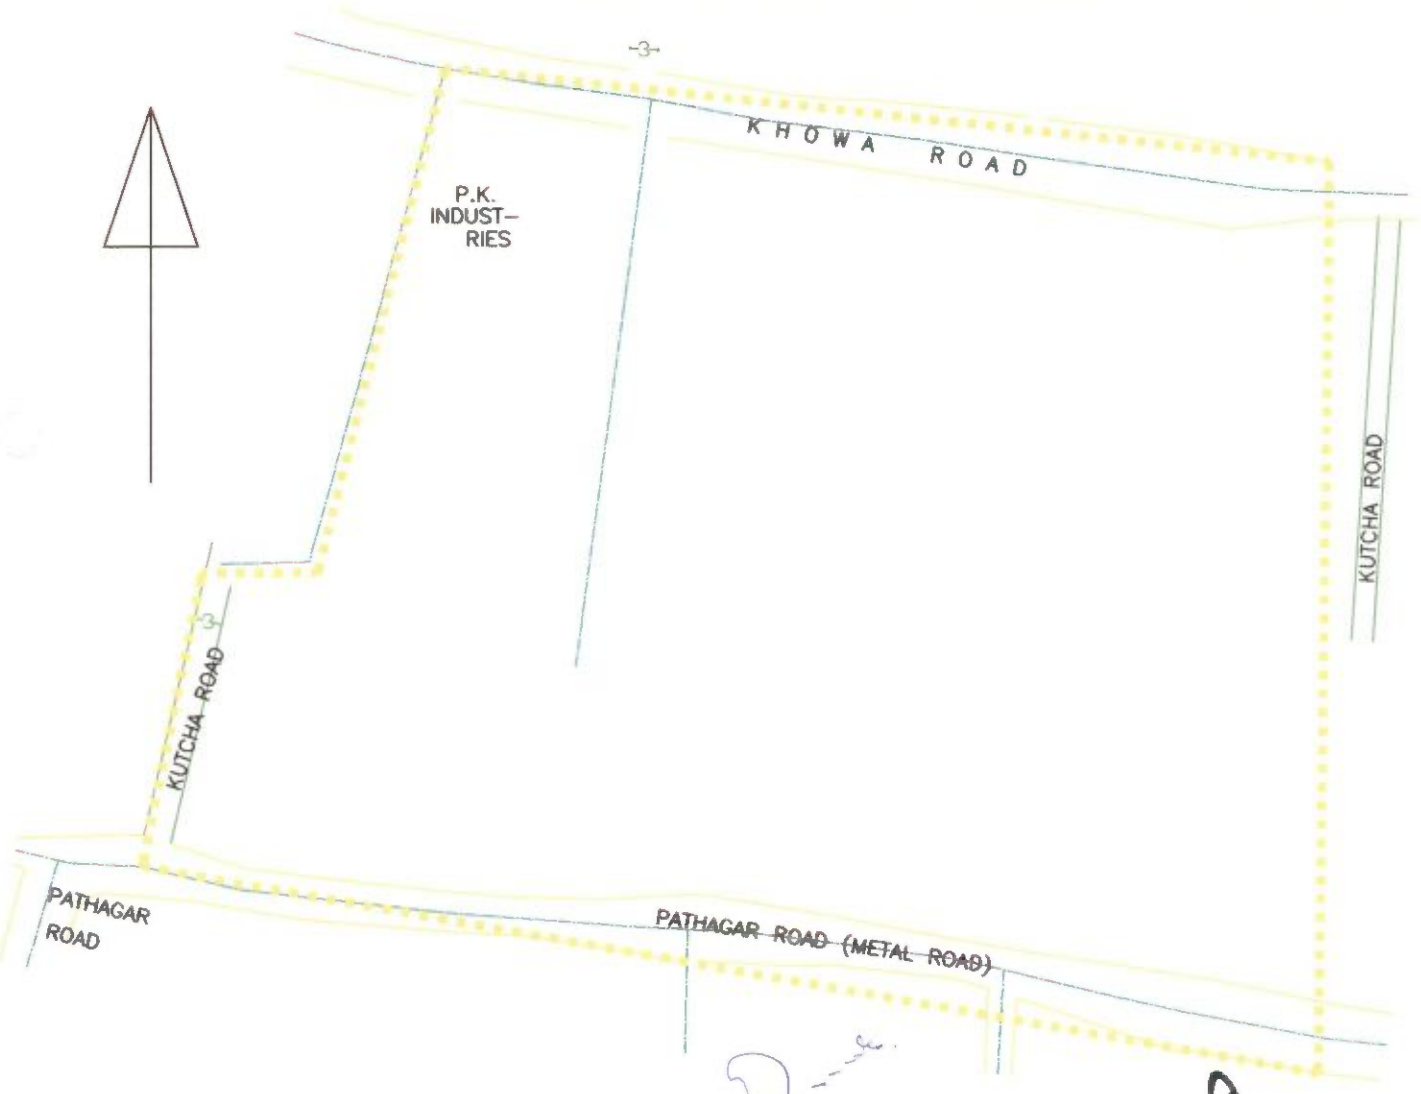 -3-
KHOWA ROAD
P.K.
INDUST-
RIES
KUTCHA ROAD
-3-
KUTCHA ROAD
PATHAGAR
ROAD
PATHAGAR ROAD (METAL ROAD)